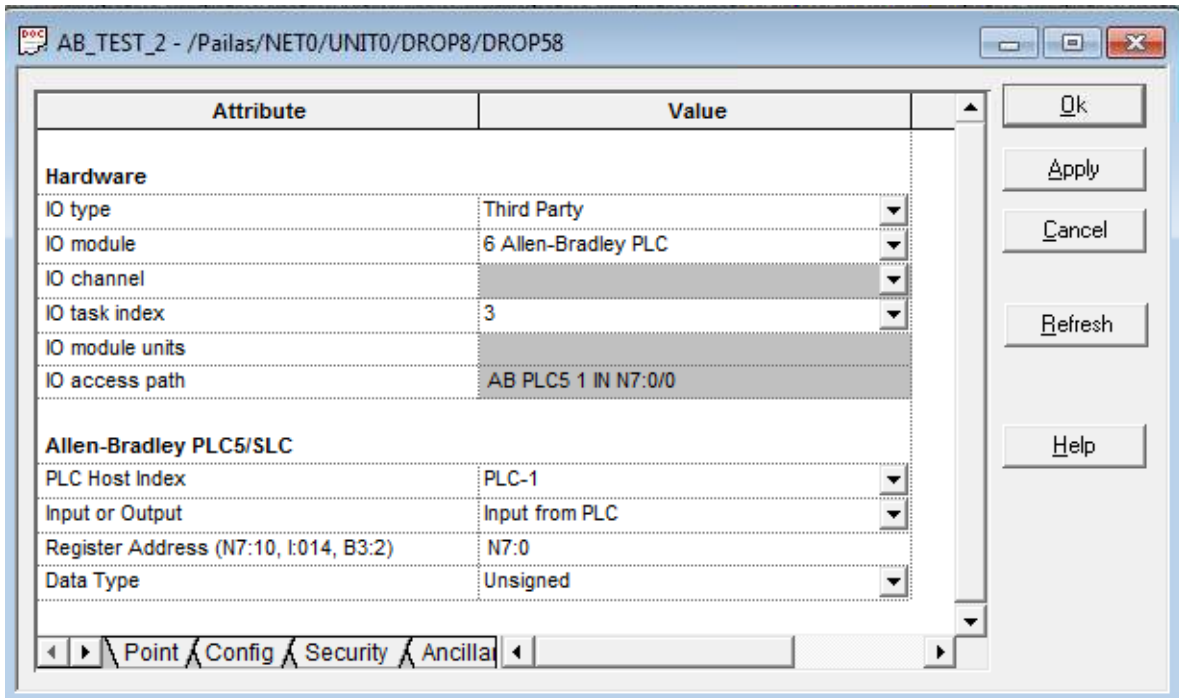 AB_TEST_2 - /Pailas/NET0/UNIT0/DROP8/DROP58
Attribute Value
Ok
Hardware
Apply
IO type Third Party
Cancel
IO module 6 Allen-Bradley PLC
IO channel
IO task index 3
Refresh
IO module units
IO access path AB PLC5 1 IN N7:0/0
Allen-Bradley PLC5/SLC
Help
PLC Host Index PLC-1
Input or Output Input from PLC
Register Address (N7:10, I:014, B3:2) N7:0
Data Type Unsigned
Point Config Security Ancillar